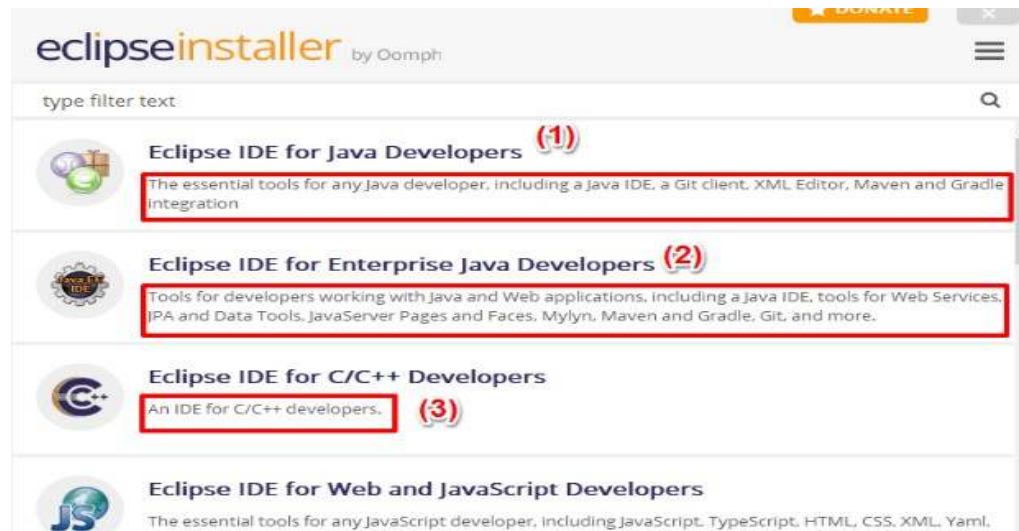 DONATE
eclipseinstaller by Oomph
type filter text
Eclipse IDE for Java Developers (1)
The essential tools for any Java developer, including a Java IDE, a Git client, XML Editor, Maven and Gradle
integration
Eclipse IDE for Enterprise Java Developers (2)
Java EE
IDE
Tools for developers working with Java and Web applications, including a Java IDE, tools for Web Services,
JPA and Data Tools, JavaServer Pages and Faces, Mylyn, Maven and Gradle, Git, and more.
Eclipse IDE for C/C++ Developers
C++
An IDE for C/C++ developers. (3)
Eclipse IDE for Web and JavaScript Developers
JS
The essential tools for any JavaScript developer, including JavaScript, TypeScript, HTML, CSS, XML, Yaml,